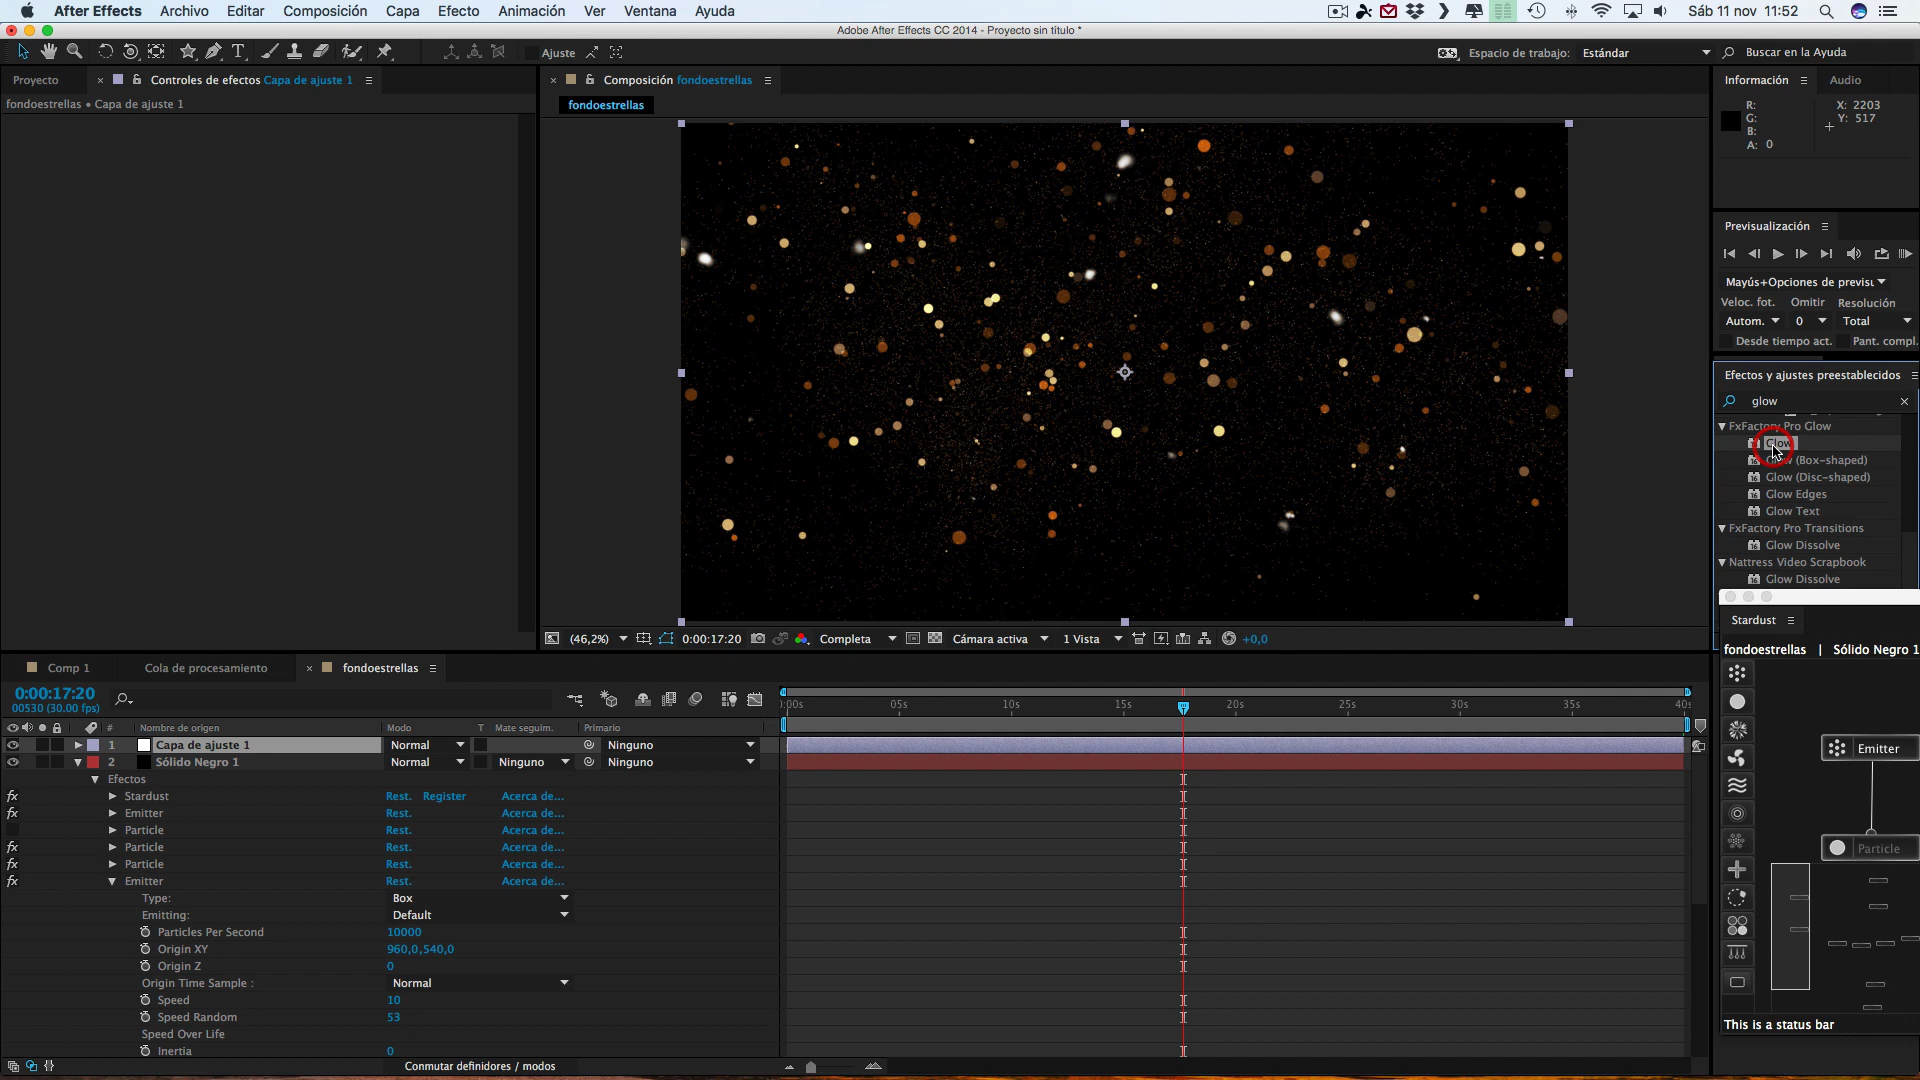 After Effects Archivo Editar Composición Capa Efecto Animación Ver Ventana Ayuda Sáb 11 nov 11:52
Adobe After Effects CC 2014 - Proyecto sin título *
Ajuste Espacio de trabajo: Estándar Buscar en la Ayuda
Proyecto Controles de efectos Capa de ajuste 1 Composición fondoestrellas Información Audio
fondoestrellas • Capa de ajuste 1 fondoestrellas
R: X: 2203
G: Y: 517
B:
A: 0
Previsualización
Mayús+Opciones de previsu
Veloc. fot. Omitir Resolución
Autom. 0 Total
Desde tiempo act. Pant. compl.
Efectos y ajustes preestablecidos
glow
FxFactory Pro Glow
Glow
Glow (Box-shaped)
Glow (Disc-shaped)
Glow Edges
Glow Text
FxFactory Pro Transitions
Glow Dissolve
Nattress Video Scrapbook
Glow Dissolve
Stardust
fondoestrellas | Sólido Negro 1
Emitter
Particle
This is a status bar
(46,2%) 0:00:17:20 Completa Cámara activa 1 Vista +0,0
Comp 1 Cola de procesamiento fondoestrellas
0:00:17:20
00530 (30.00 fps)
:00s 05s 10s 15s 20s 25s 30s 35s 40s
# Nombre de origen Modo T Mate seguim. Primario
1 Capa de ajuste 1 Normal Ninguno
2 Sólido Negro 1 Normal Ninguno Ninguno
Efectos
fx Stardust Rest. Register Acerca de...
fx Emitter Rest. Acerca de...
Particle Rest. Acerca de...
fx Particle Rest. Acerca de...
fx Particle Rest. Acerca de...
fx Emitter Rest. Acerca de...
Type: Box
Emitting: Default
Particles Per Second 10000
Origin XY 960,0,540,0
Origin Z 0
Origin Time Sample : Normal
Speed 10
Speed Random 53
Speed Over Life
Inertia 0
Conmutar definidores / modos